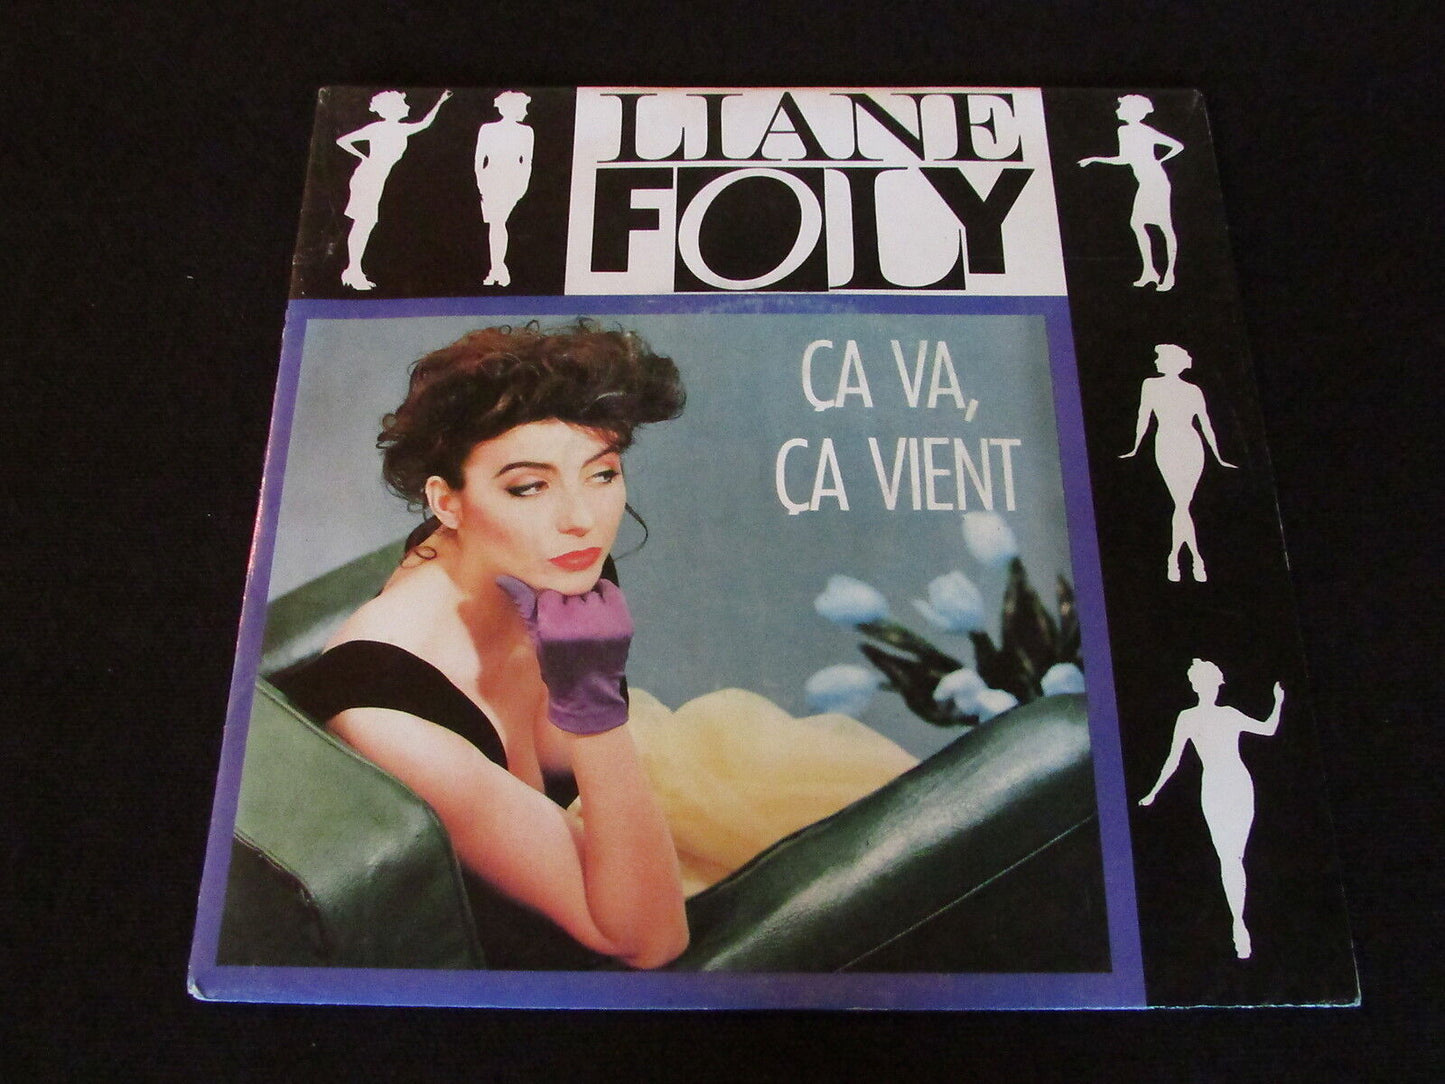 LIANE
FOLY
ÇA VA,
ÇA VIENT